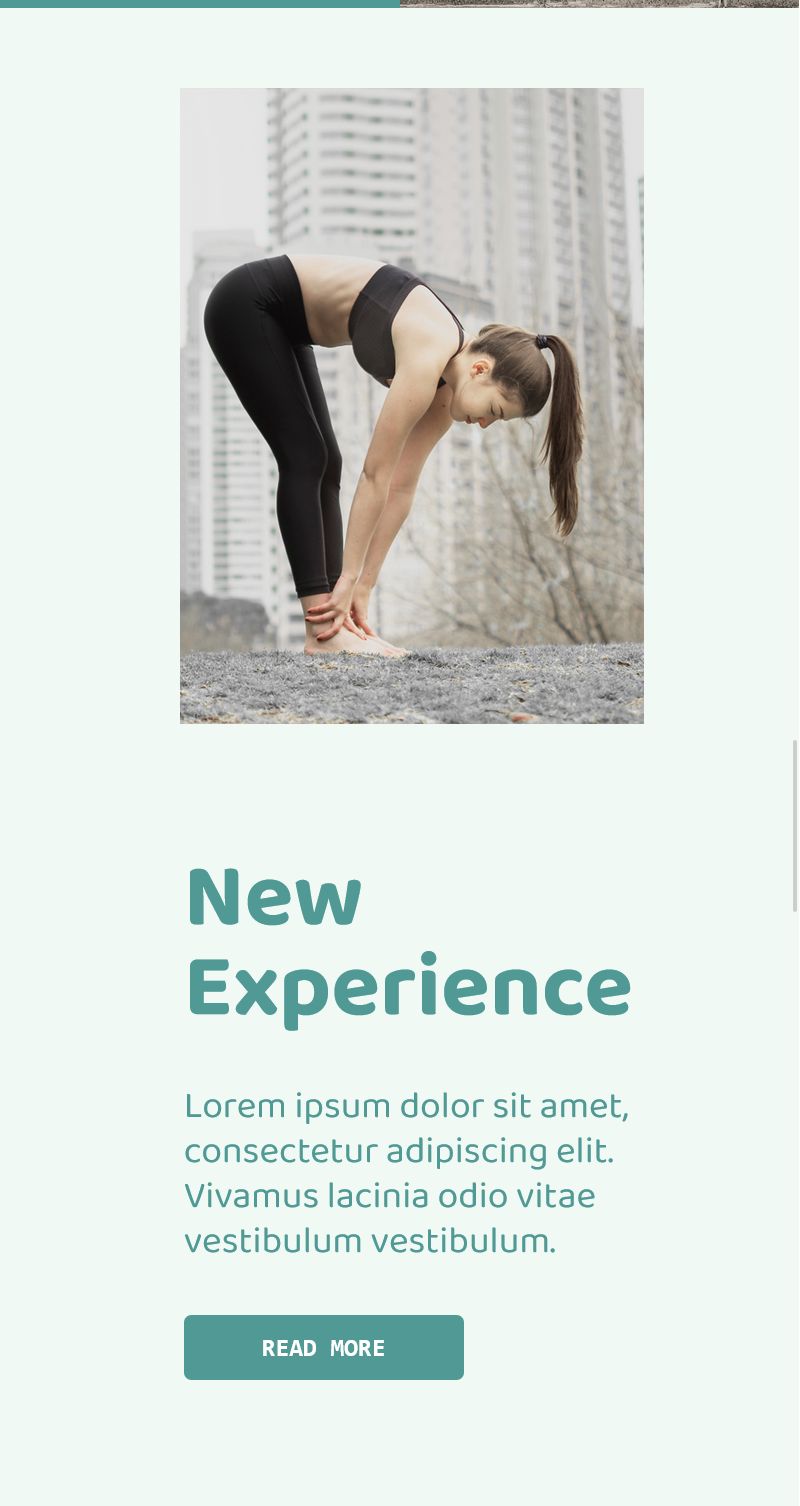 New
Experience
Lorem ipsum dolor sit amet,
consectetur adipiscing elit.
Vivamus lacinia odio vitae
vestibulum vestibulum.
READ MORE